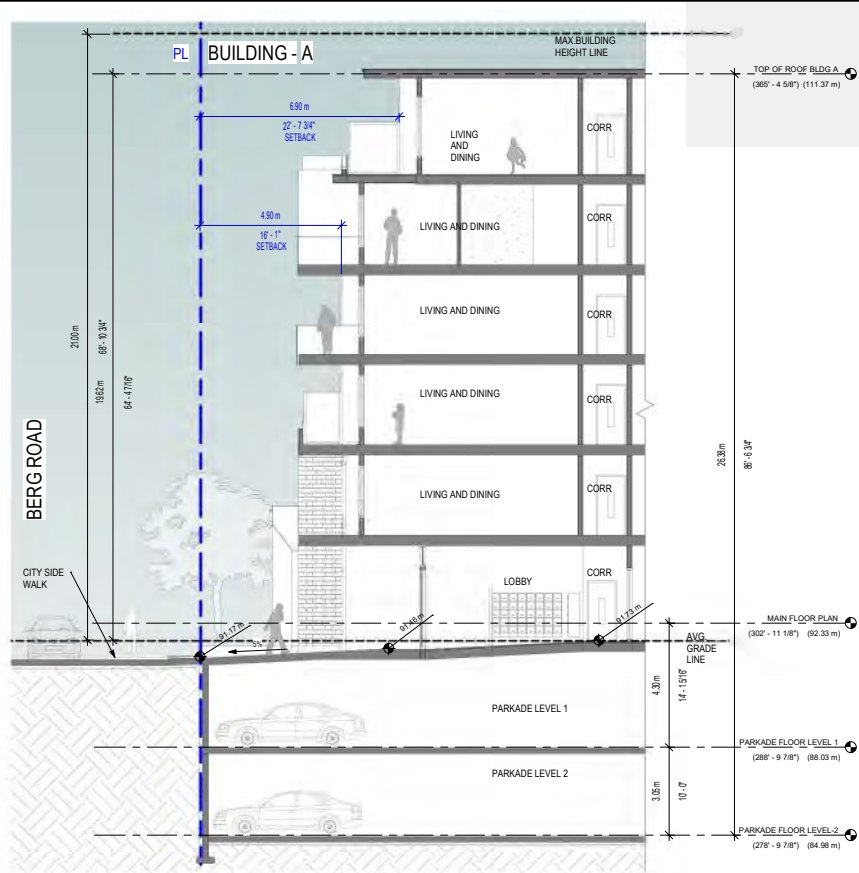 MAX.BUILDING
HEIGHT LINE
PL
BUILDING - A
TOP OF ROOF BLDG A
(365' - 4 5/8") (111.37 m)
6.90 m
22' - 7 3/4"
SETBACK
LIVING
AND
DINING
CORR
4.90 m
16' - 1"
SETBACK
LIVING AND DINING
CORR
LIVING AND DINING
CORR
21.00 m
68' - 10 3/4"
19.62 m
64' - 4 7/16"
LIVING AND DINING
CORR
BERG ROAD
26.38 m
86' - 6 3/4"
LIVING AND DINING
CORR
CITY SIDE
WALK
LOBBY
CORR
91.17 m
5%
91.46 m
91.73 m
MAIN FLOOR PLAN
(302' - 11 1/8") (92.33 m)
AVG.
GRADE
LINE
4.30 m
14' - 1 5/16"
PARKADE LEVEL 1
PARKADE FLOOR LEVEL 1
(288' - 9 7/8") (88.03 m)
PARKADE LEVEL 2
3.05 m
10' - 0"
PARKADE FLOOR LEVEL-2
(278' - 9 7/8") (84.98 m)